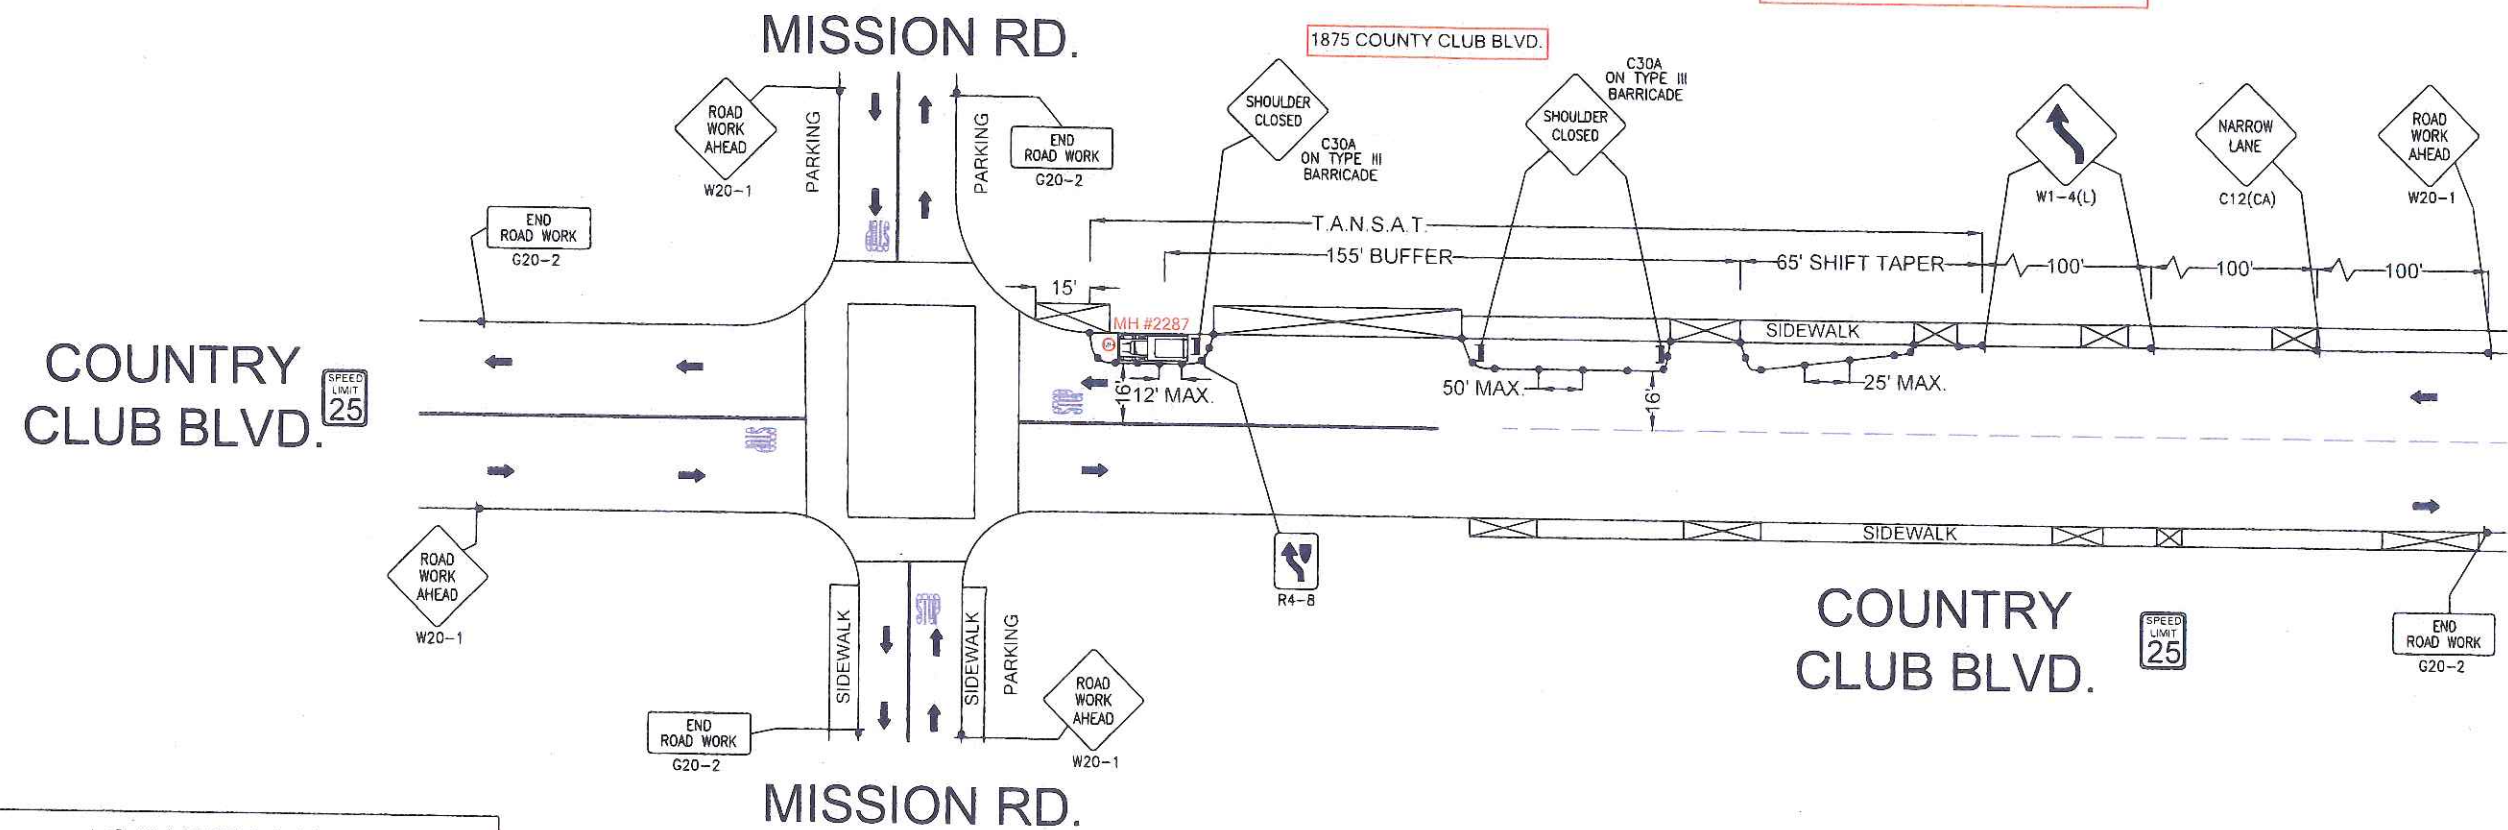 MISSION RD.
1875 COUNTY CLUB BLVD.
ROAD
WORK
AHEAD
W20-1
PARKING
PARKING
END
ROAD WORK
G20-2
SHOULDER
CLOSED
C30A
ON TYPE III
BARRICADE
SHOULDER
CLOSED
C30A
ON TYPE III
BARRICADE
W1-4(L)
NARROW
LANE
C12(CA)
ROAD
WORK
AHEAD
W20-1
END
ROAD WORK
G20-2
T.A.N.S.A.T.
155' BUFFER
65' SHIFT TAPER
100'
100'
100'
15'
MH #2287
SIDEWALK
STOP
COUNTRY
CLUB BLVD.
SPEED
LIMIT
25
STOP
16'
12' MAX.
50' MAX.
16'
25' MAX.
STOP
SIDEWALK
ROAD
WORK
AHEAD
W20-1
R4-8
SIDEWALK
STOP
SIDEWALK
PARKING
COUNTRY
CLUB BLVD.
SPEED
LIMIT
25
END
ROAD WORK
G20-2
END
ROAD WORK
G20-2
ROAD
WORK
AHEAD
W20-1
MISSION RD.